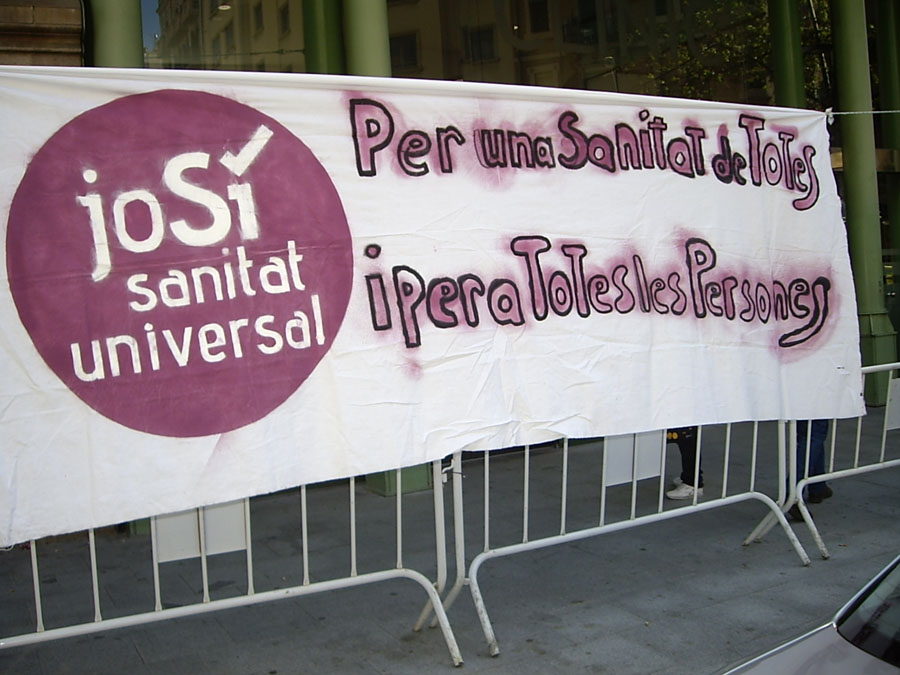 joSí
sanitat
universal
Per una Sanitat de ToTes
i per a ToTes les Persones